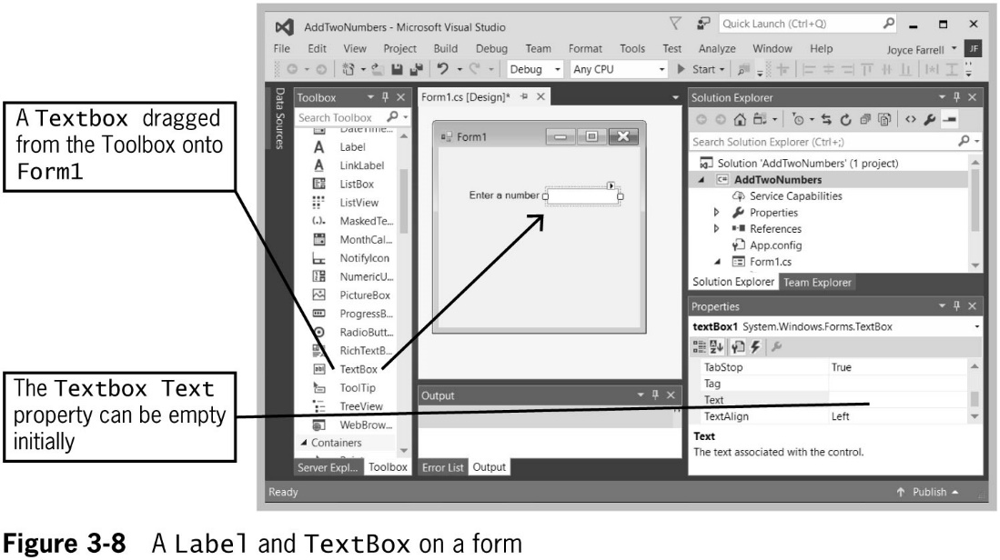 AddTwoNumbers - Microsoft Visual Studio
Quick Launch (Ctrl+Q)
File Edit View Project Build Debug Team Format Tools Test Analyze Window Help
Joyce Farrell
JF
Debug
Any CPU
Start
Data Sources
Toolbox
Search Toolbox
DateTime...
Label
LinkLabel
ListBox
ListView
MaskedTe...
MonthCal...
NotifyIcon
NumericU...
PictureBox
ProgressB...
RadioButt...
RichTextB...
TextBox
ToolTip
TreeView
WebBrow...
Containers
Server Expl... Toolbox
Form1.cs [Design]*
Form1
Enter a number
Output
Error List Output
Solution Explorer
Search Solution Explorer (Ctrl+;)
Solution 'AddTwoNumbers' (1 project)
AddTwoNumbers
Service Capabilities
Properties
References
App.config
Form1.cs
Solution Explorer Team Explorer
Properties
textBox1 System.Windows.Forms.TextBox
TabStop True
Tag
Text
TextAlign Left
Text
The text associated with the control.
Ready
Publish
A Textbox dragged
from the Toolbox onto
Form1
The Textbox Text
property can be empty
initially
Figure 3-8 A Label and TextBox on a form